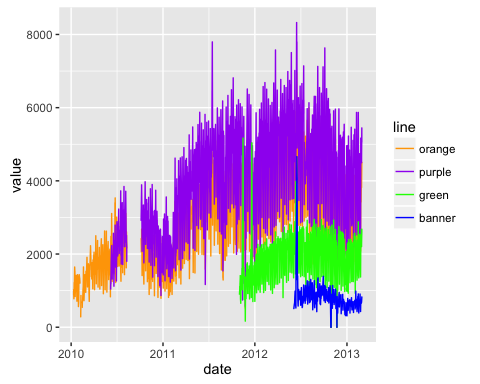 8000
6000
4000
2000
0
value
2010
2011
2012
2013
date
line
orange
purple
green
banner